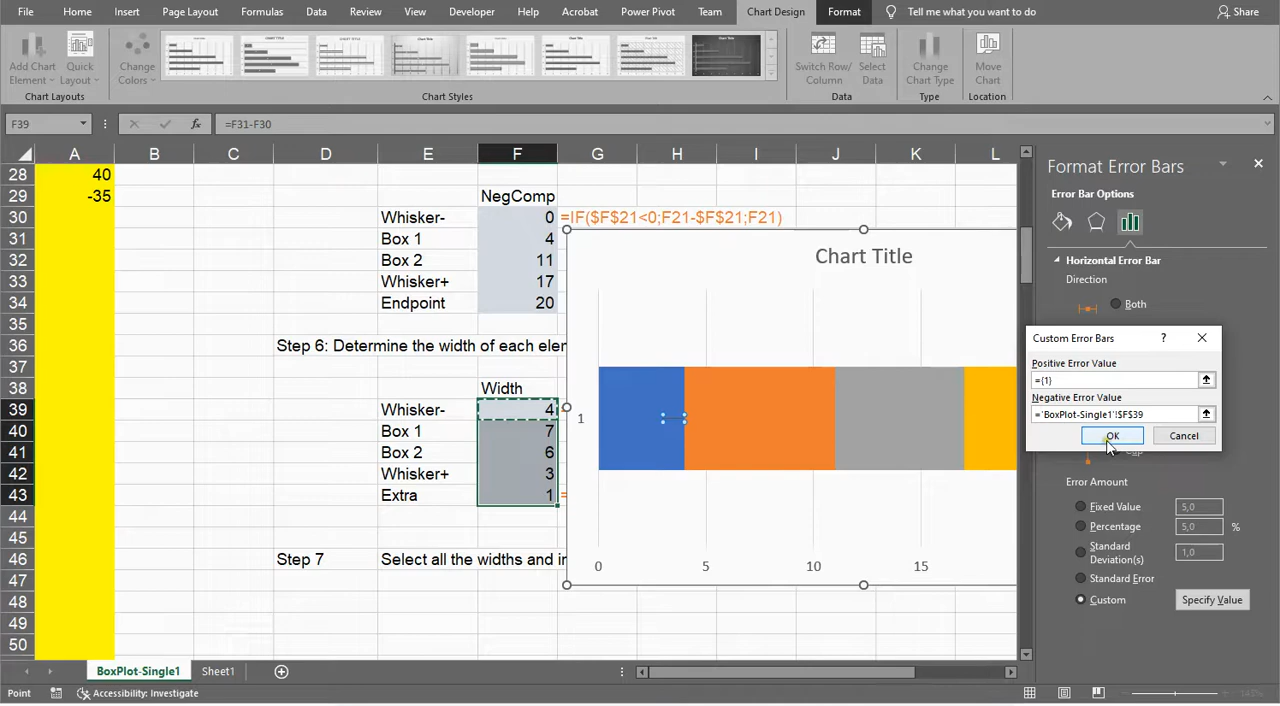 File Home Insert Page Layout Formulas Data Review View Developer Help Acrobat Power Pivot Team Chart Design Format Tell me what you want to do Share
Add Chart Element
Quick Layout
Change Colors
Switch Row/ Column
Select Data
Change Chart Type
Move Chart
Chart Layouts Chart Styles Data Type Location
F39 fx =F31-F30
A B C D E F G H I J K L
28 40
29 -35 NegComp
30 Whisker- 0 =IF($F$21<0;F21-$F$21;F21)
31 Box 1 4
32 Box 2 11
33 Whisker+ 17
34 Endpoint 20
35
36 Step 6: Determine the width of each elem
37
38 Width
39 Whisker- 4
40 Box 1 7
41 Box 2 6
42 Whisker+ 3
43 Extra 1 =
44
45
46 Step 7 Select all the widths and in
47
48
49
50
Chart Title
1
0 5 10 15
Format Error Bars
Error Bar Options
Horizontal Error Bar
Direction
Both
Custom Error Bars ?
Positive Error Value
={1}
Negative Error Value
='BoxPlot-Single1'!$F$39
OK Cancel
Cap
Error Amount
Fixed Value 5,0
Percentage 5,0 %
Standard Deviation(s) 1,0
Standard Error
Custom Specify Value
BoxPlot-Single1 Sheet1
Point Accessibility: Investigate